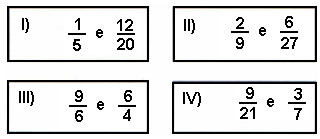 I) 1/5 e 12/20
II) 2/9 e 6/27
III) 9/6 e 6/4
IV) 9/21 e 3/7